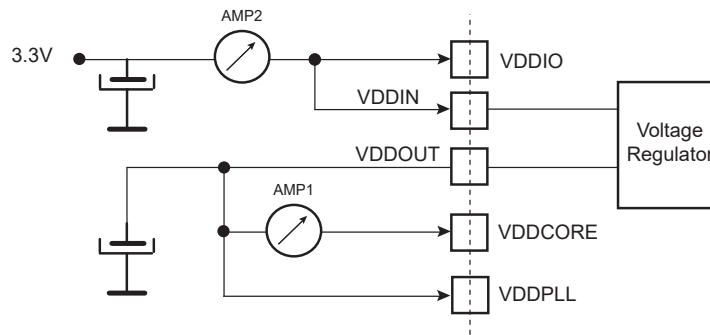 AMP2
3.3V
VDDIO
VDDIN
Voltage
Regulator
VDDOUT
AMP1
VDDCORE
VDDPLL